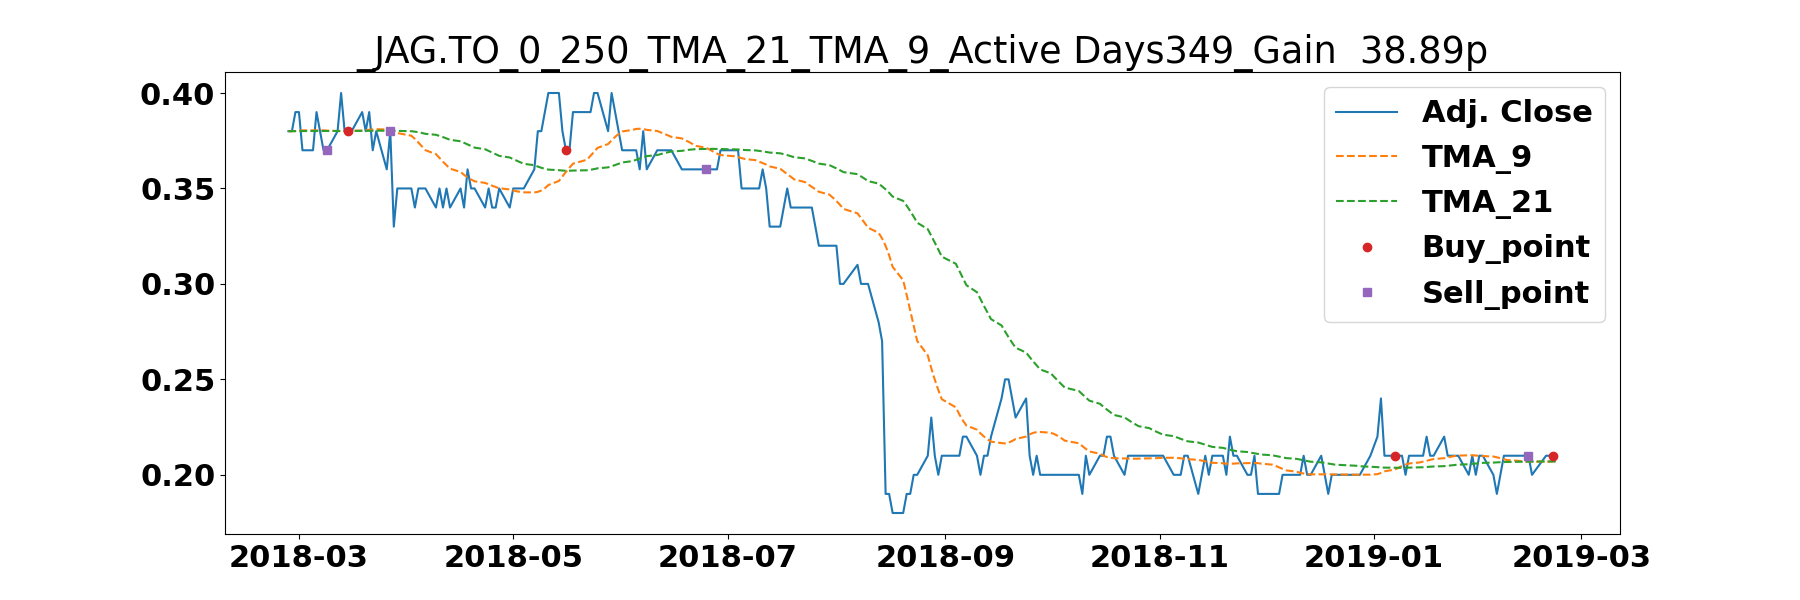 _JAG.TO_0_250_TMA_21_TMA_9_Active Days349_Gain  38.89p
0.40
0.35
0.30
0.25
0.20
Adj. Close
TMA_9
TMA_21
Buy_point
Sell_point
2018-03 2018-05 2018-07 2018-09 2018-11 2019-01 2019-03